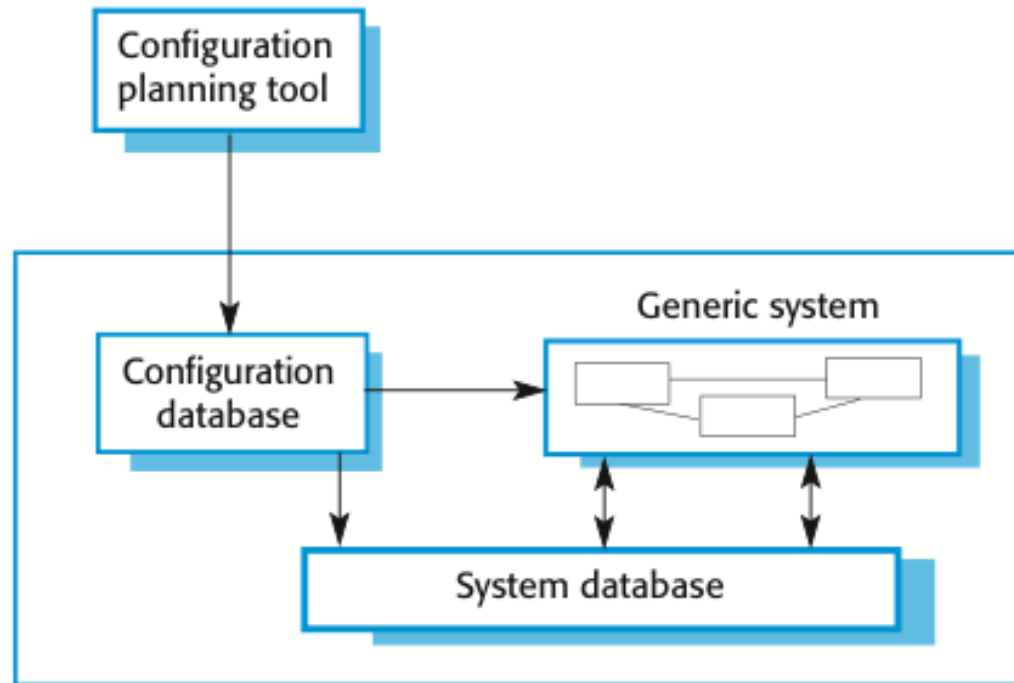 Configuration
planning tool
Generic system
Configuration
database
System database